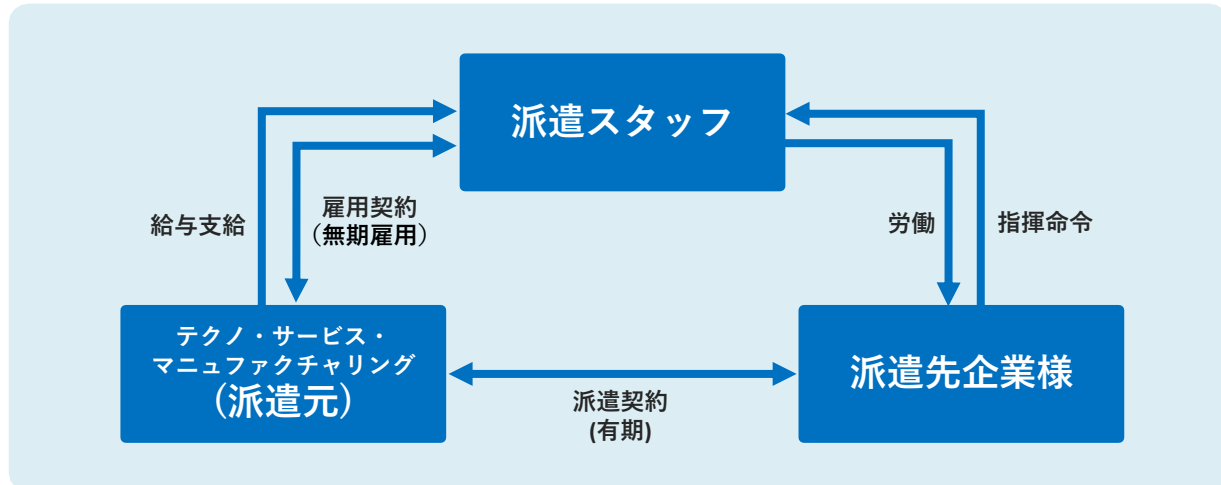 派遣スタッフ
給与支給
雇用契約
（無期雇用）
労働
指揮命令
テクノ・サービス・
マニュファクチャリング
（派遣元）
派遣契約
(有期)
派遣先企業様